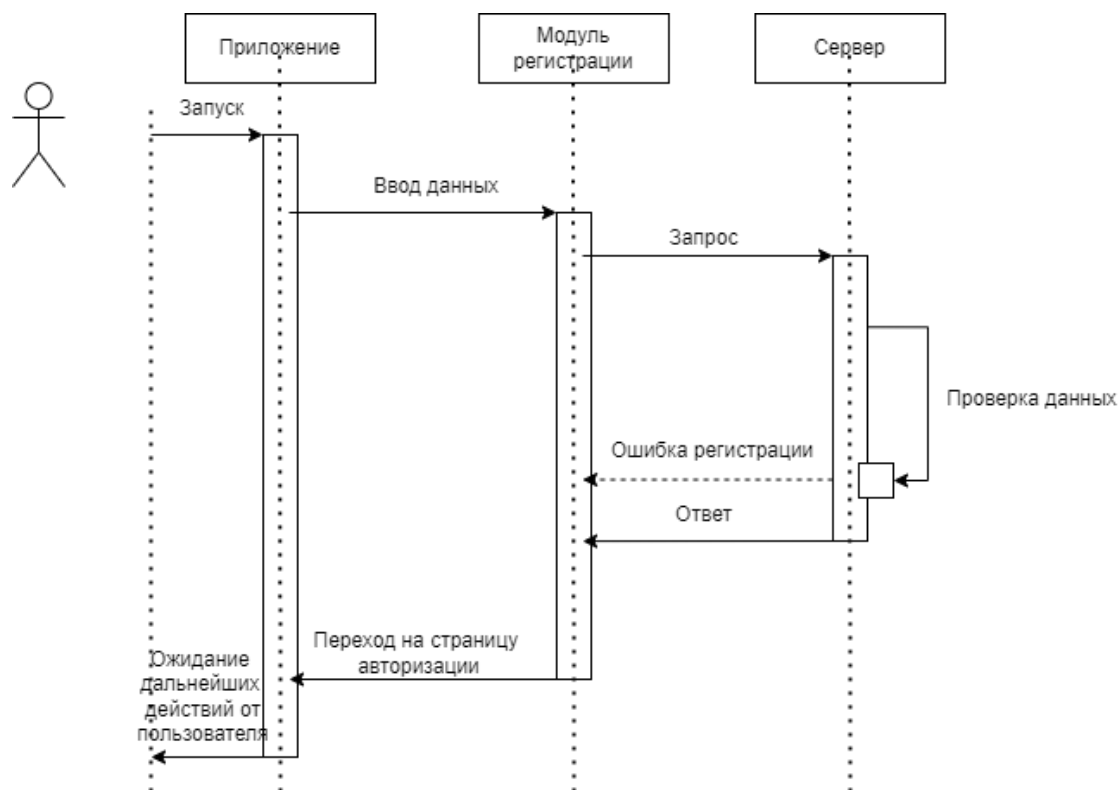 Приложение
Модуль
регистрации
Сервер
Запуск
Ввод данных
Запрос
Проверка данных
Ошибка регистрации
Ответ
Переход на страницу
авторизации
Ожидание
дальнейших
действий от
пользователя